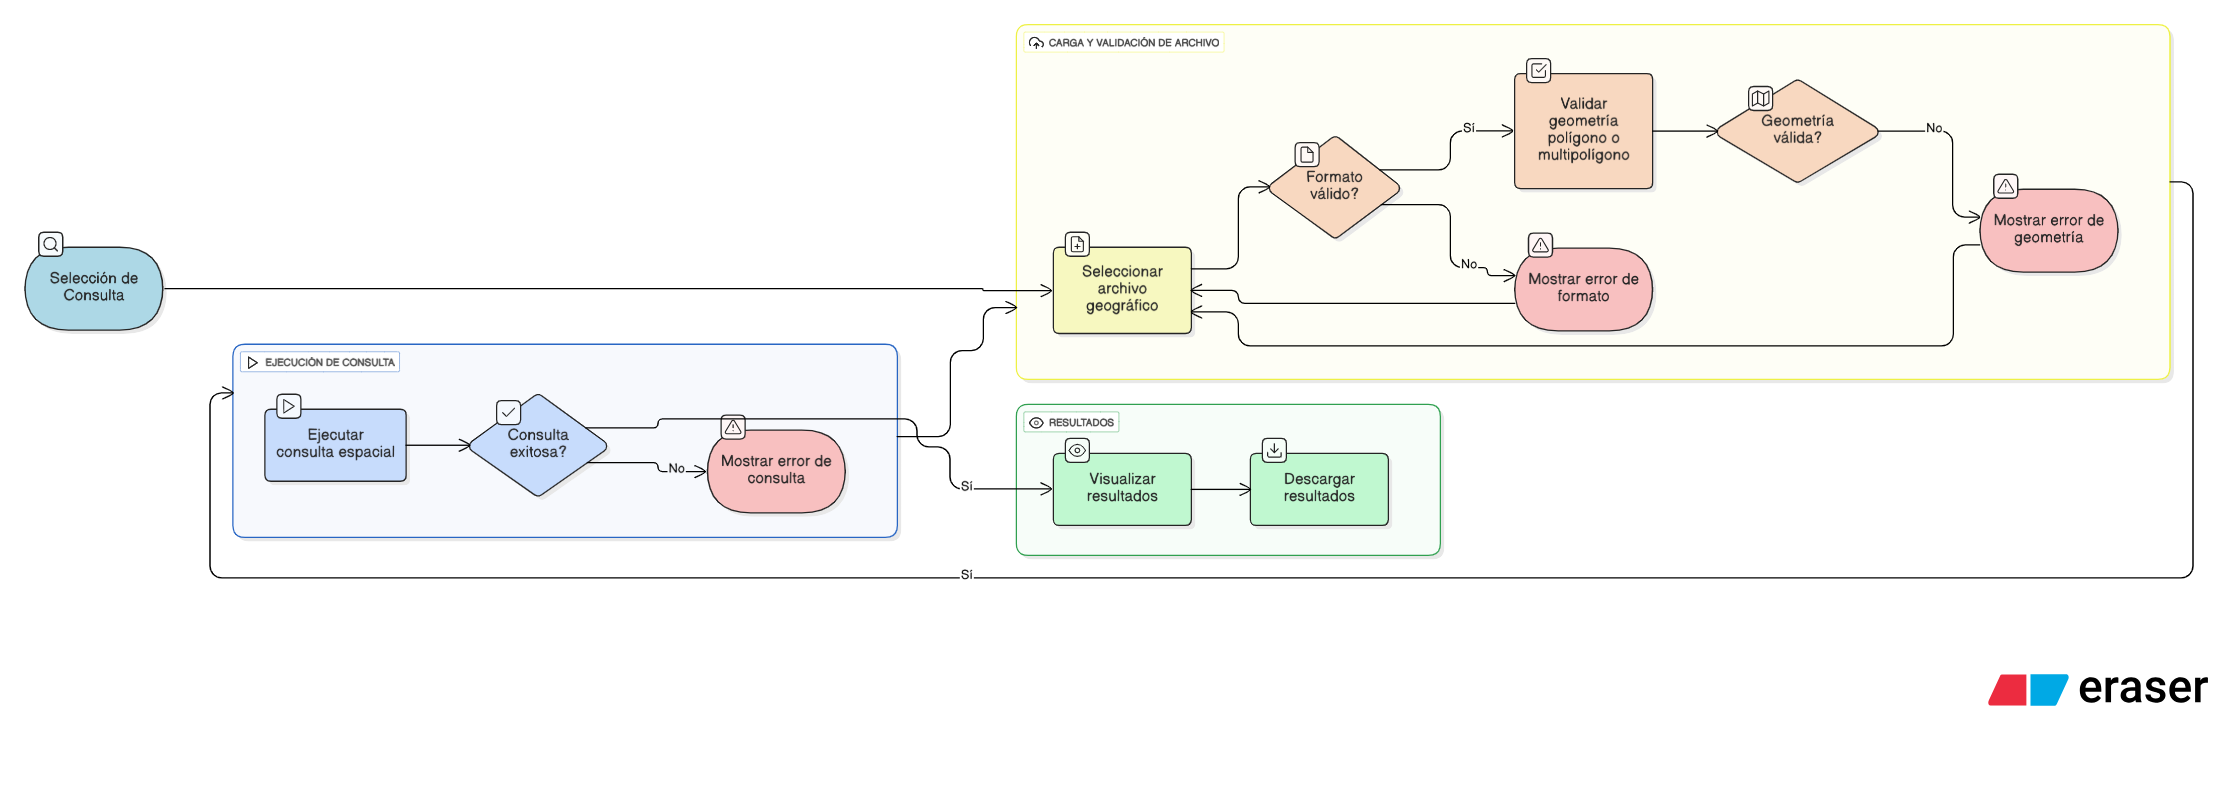 CARGA Y VALIDACIÓN DE ARCHIVO
Validar
geometría
polígono o
multipolígono
Geometría
válida?
Formato
válido?
Sí
No
No
Mostrar error de
geometría
Mostrar error de
formato
Seleccionar
archivo
geográfico
Selección de
Consulta
EJECUCIÓN DE CONSULTA
Ejecutar
consulta espacial
Consulta
exitosa?
No
Mostrar error de
consulta
Sí
RESULTADOS
Visualizar
resultados
Descargar
resultados
Sí
eraser